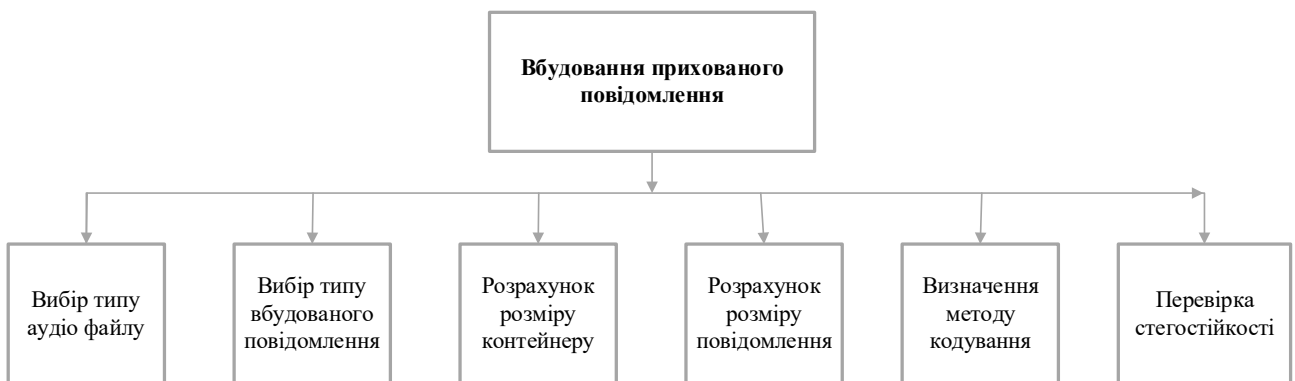 Вбудовання прихованого
повідомлення
Вибір типу
аудіо файлу
Вибір типу
вбудованого
повідомлення
Розрахунок
розміру
контейнеру
Розрахунок
розміру
повідомлення
Визначення
методу
кодування
Перевірка
стегостійкості